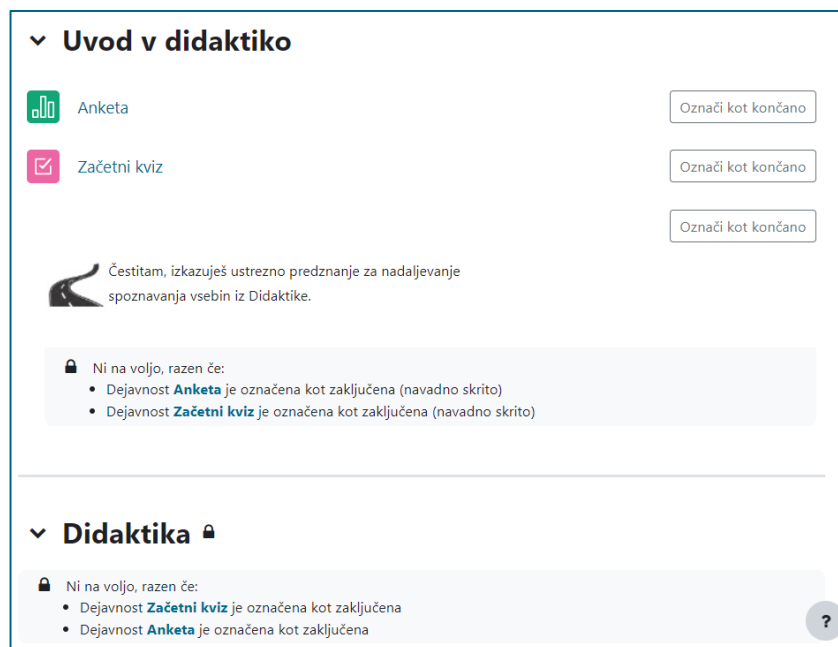 Uvod v didaktiko
Anketa
Označi kot končano
Začetni kviz
Označi kot končano
Označi kot končano
Čestitam, izkazuješ ustrezno predznanje za nadaljevanje
spoznavanja vsebin iz Didaktike.
Ni na voljo, razen če:
• Dejavnost Anketa je označena kot zaključena (navadno skrito)
• Dejavnost Začetni kviz je označena kot zaključena (navadno skrito)
Didaktika
Ni na voljo, razen če:
• Dejavnost Začetni kviz je označena kot zaključena
• Dejavnost Anketa je označena kot zaključena
?